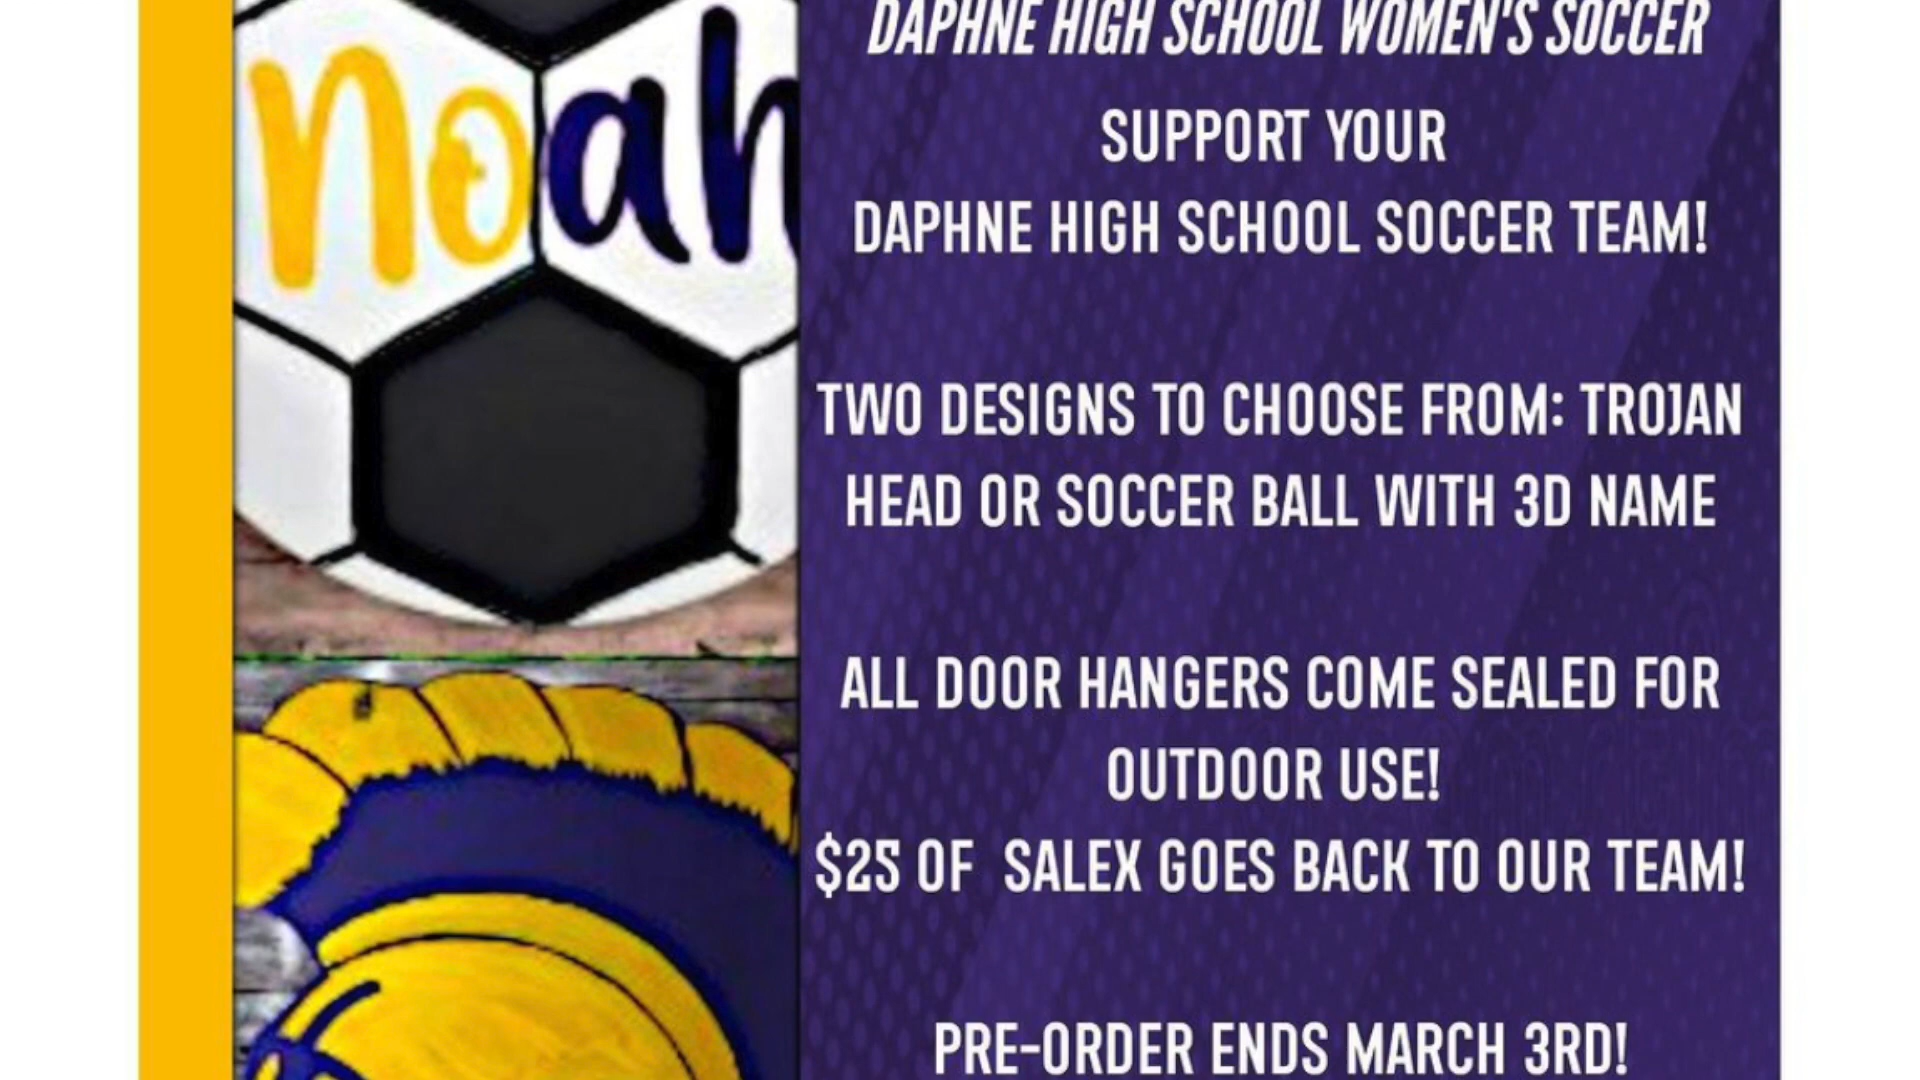 noah
DAPHNE HIGH SCHOOL WOMEN'S SOCCER
SUPPORT YOUR
DAPHNE HIGH SCHOOL SOCCER TEAM!
TWO DESIGNS TO CHOOSE FROM: TROJAN
HEAD OR SOCCER BALL WITH 3D NAME
ALL DOOR HANGERS COME SEALED FOR
OUTDOOR USE!
$25 OF SALEX GOES BACK TO OUR TEAM!
PRE-ORDER ENDS MARCH 3RD!